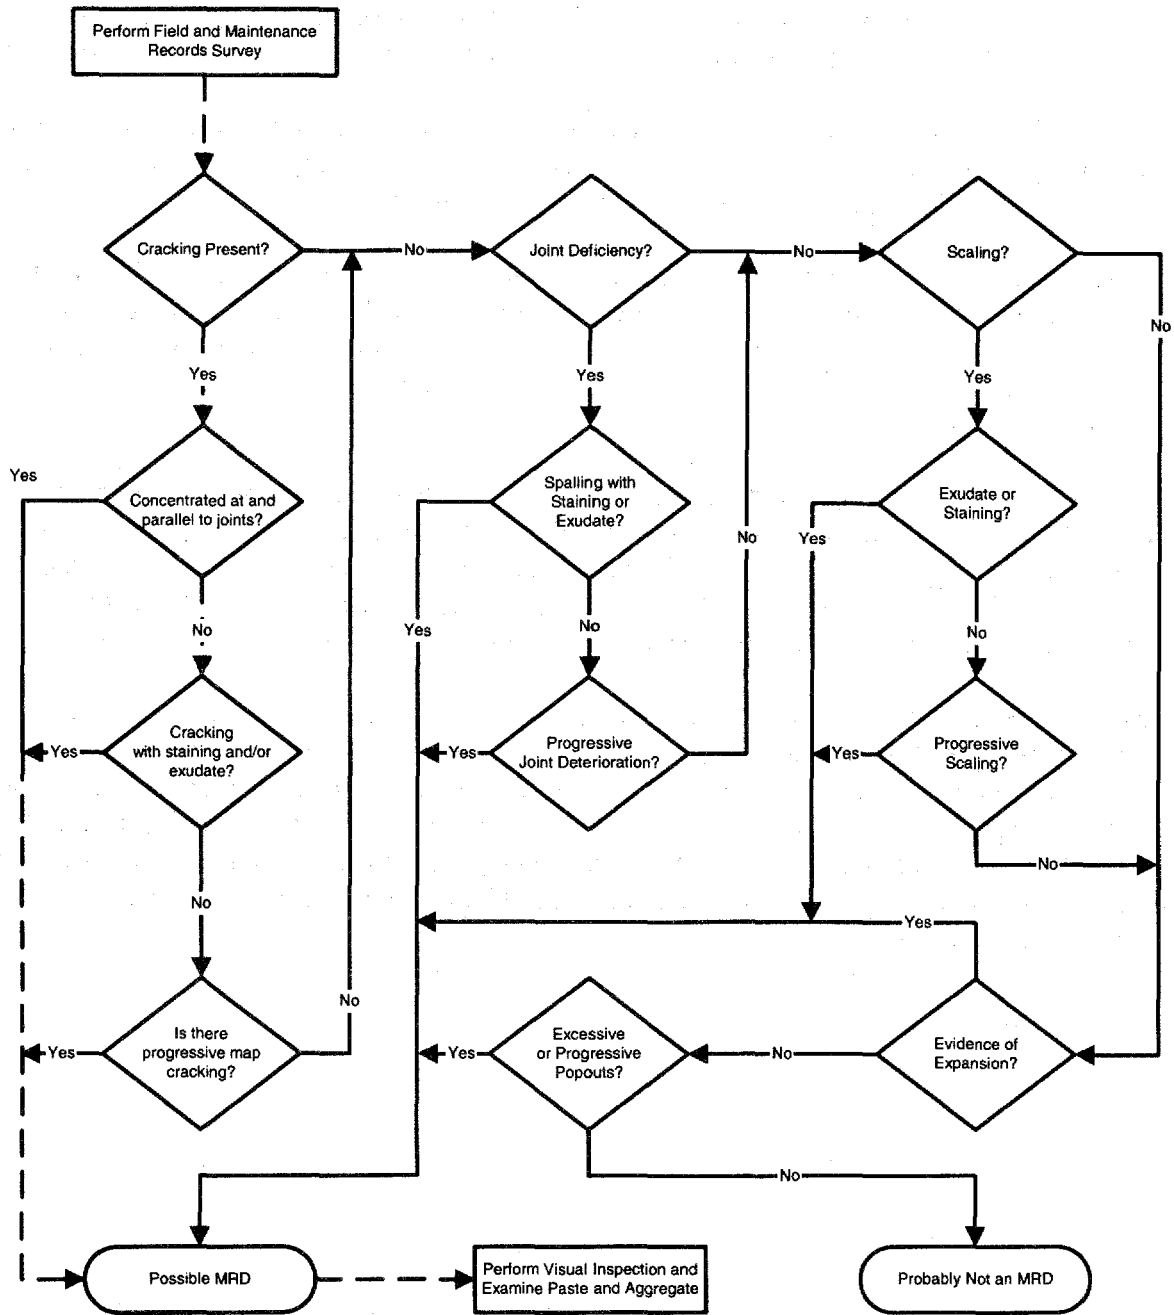 Perform Field and Maintenance
Records Survey
Cracking Present?
No
Joint Deficiency?
No
Scaling?
No
Yes
Yes
Yes
Yes
Concentrated at and
parallel to joints?
Spalling with
Staining or
Exudate?
No
Yes
Exudate or
Staining?
No
Yes
No
No
Yes
Cracking
with staining and/or
exudate?
Yes
Progressive
Joint Deterioration?
Yes
Progressive
Scaling?
No
No
Yes
No
Yes
Is there
progressive map
cracking?
Yes
Excessive
or Progressive
Popouts?
No
Evidence of
Expansion?
No
Possible MRD
Perform Visual Inspection and
Examine Paste and Aggregate
Probably Not an MRD